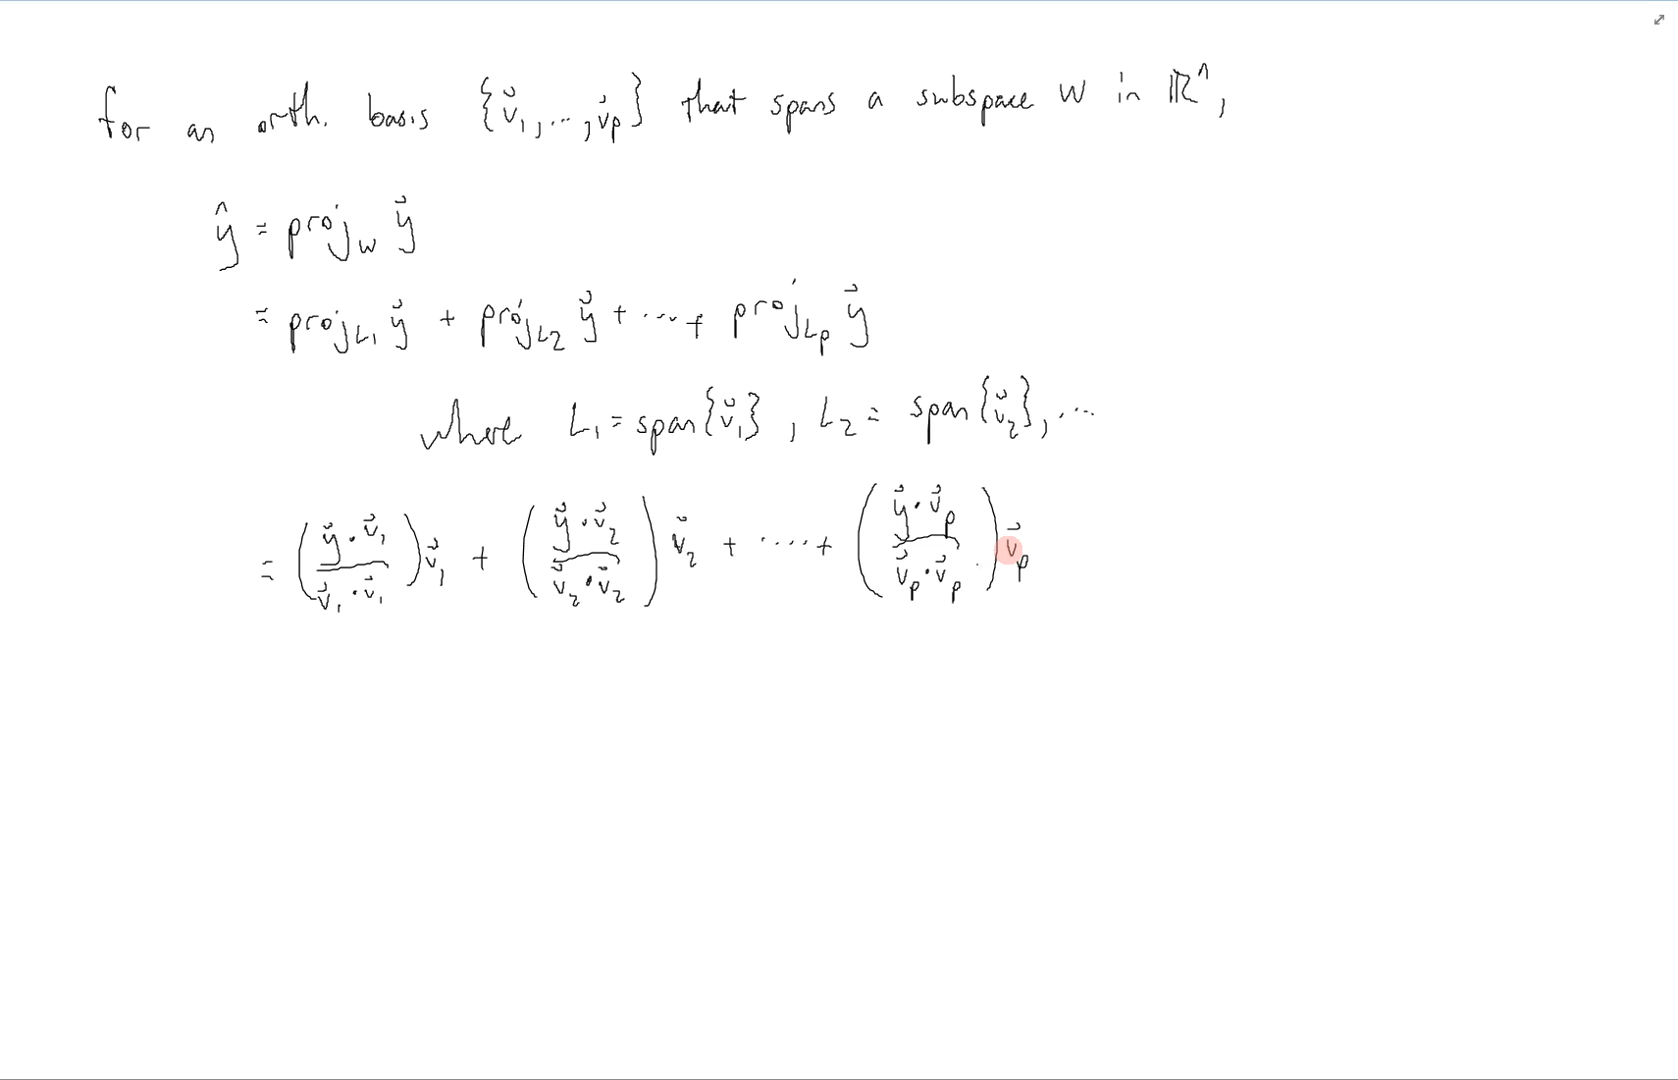 for an orth. basis {v⃗₁, ..., v⃗ₚ} that spans a subspace W in ℝⁿ,
ŷ = proj_W y⃗
= proj_L₁ y⃗ + proj_L₂ y⃗ + ... + proj_Lₚ y⃗
where L₁ = span{v⃗₁}, L₂ = span{v⃗₂}, ...
= (y⃗·v⃗₁ / v⃗₁·v⃗₁) v⃗₁ + (y⃗·v⃗₂ / v⃗₂·v⃗₂) v⃗₂ + ..... + (y⃗·v⃗ₚ / v⃗ₚ·v⃗ₚ) v⃗ₚ